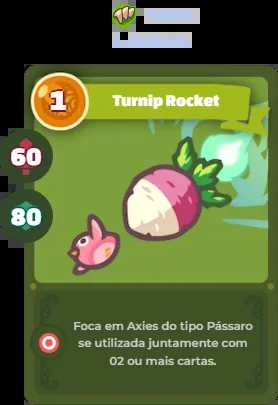 1
Turnip Rocket
60
80
Foca em Axies do tipo Pássaro
se utilizada juntamente com
02 ou mais cartas.